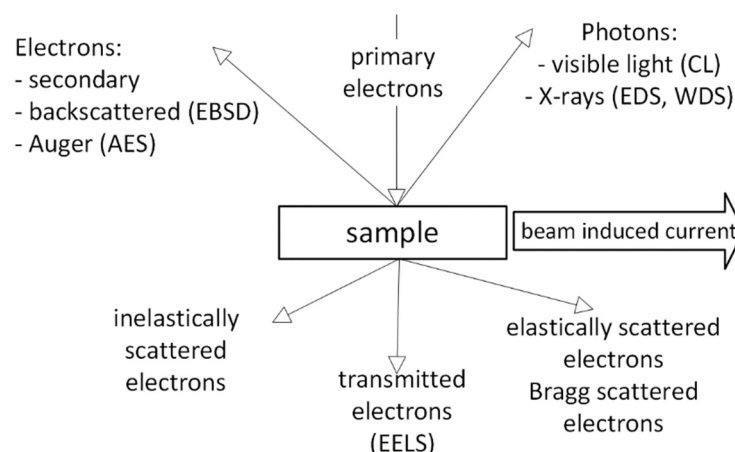 Electrons:
- secondary
- backscattered (EBSD)
- Auger (AES)
primary
electrons
Photons:
- visible light (CL)
- X-rays (EDS, WDS)
sample
beam induced current
inelastically
scattered
electrons
transmitted
electrons
(EELS)
elastically scattered
electrons
Bragg scattered
electrons